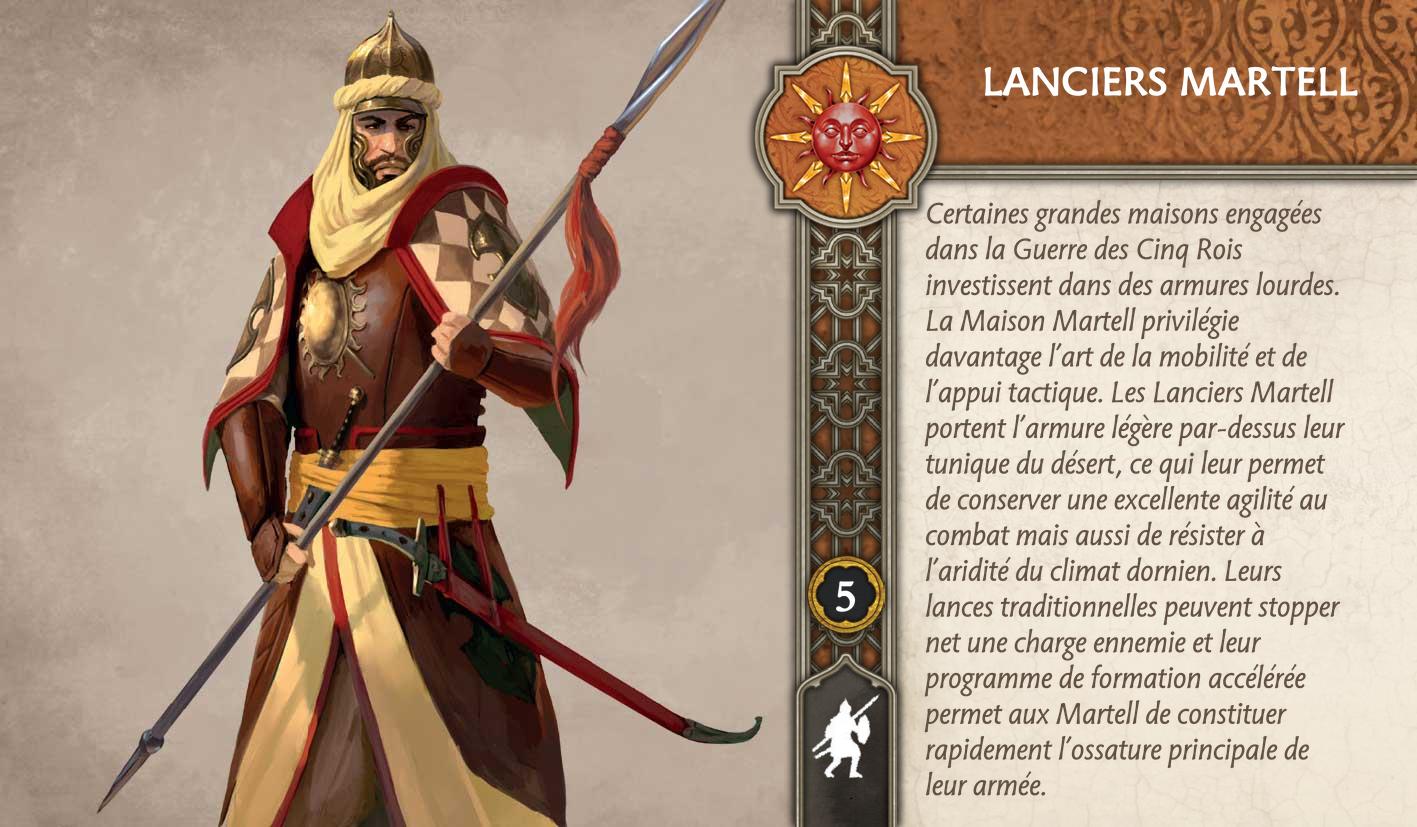 LANCIERS MARTELL
Certaines grandes maisons engagées
dans la Guerre des Cinq Rois
investissent dans des armures lourdes.
La Maison Martell privilégie
davantage l'art de la mobilité et de
l'appui tactique. Les Lanciers Martell
portent l'armure légère par-dessus leur
tunique du désert, ce qui leur permet
de conserver une excellente agilité au
combat mais aussi de résister à
l'aridité du climat dornien. Leurs
lances traditionnelles peuvent stopper
net une charge ennemie et leur
programme de formation accélérée
permet aux Martell de constituer
rapidement l'ossature principale de
leur armée.
5